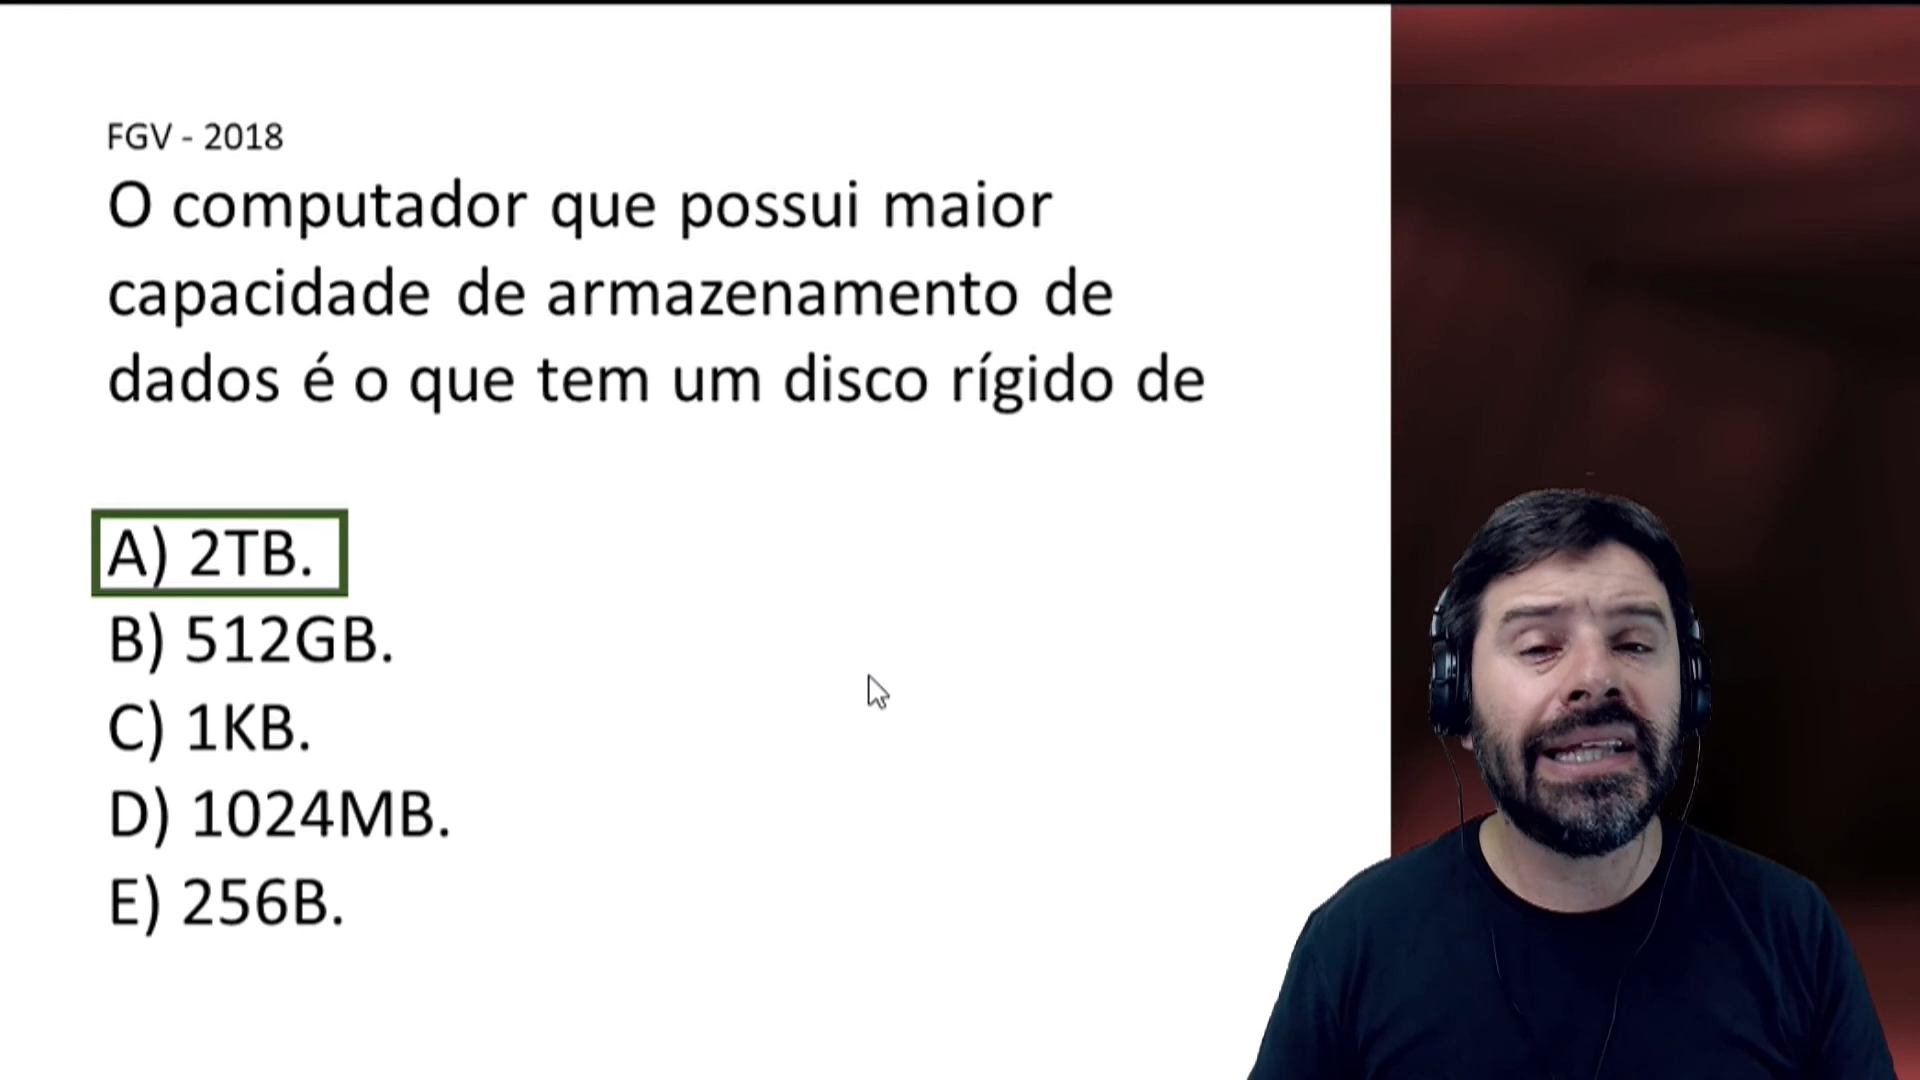 FGV - 2018
O computador que possui maior
capacidade de armazenamento de
dados é o que tem um disco rígido de
A) 2TB.
B) 512GB.
C) 1KB.
D) 1024MB.
E) 256B.